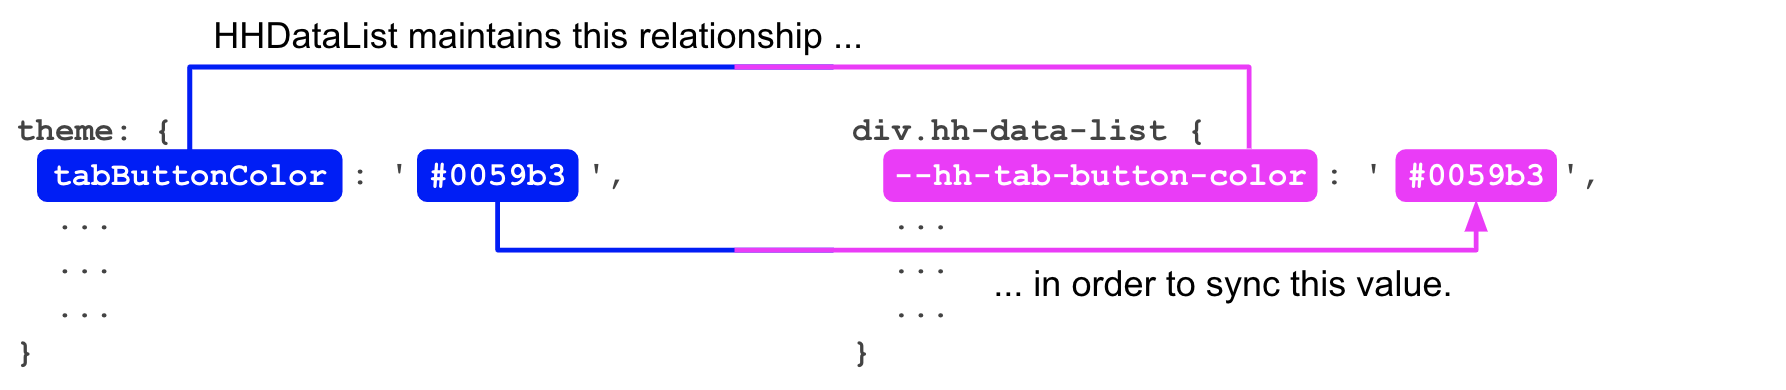 HHDataList maintains this relationship ...
theme: {
tabButtonColor : ' #0059b3 ',
...
...
...
}
div.hh-data-list {
--hh-tab-button-color : ' #0059b3 ',
...
...
...
}
... in order to sync this value.